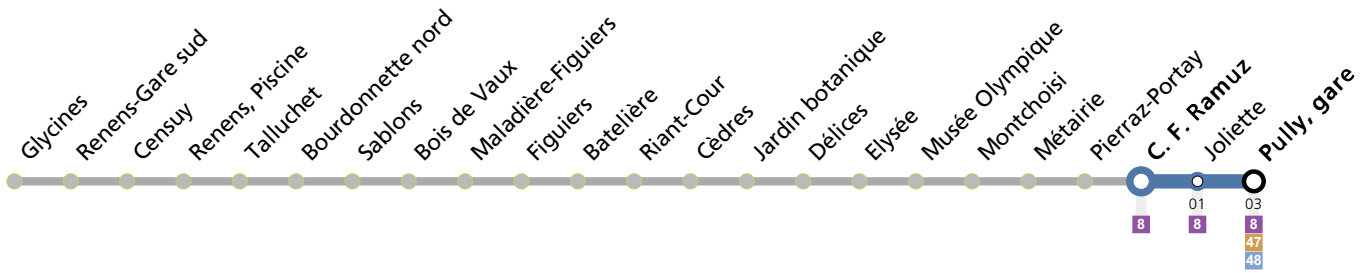 Glycines
Renens-Gare sud
Censuy
Renens, Piscine
Talluchet
Bourdonnette nord
Sablons
Bois de Vaux
Maladière-Figuiers
Figuiers
Batelière
Riant-Cour
Cèdres
Jardin botanique
Délices
Elysée
Musée Olympique
Montchoisi
Métairie
Pierraz-Portay
C. F. Ramuz
Joliette
Pully, gare
01
03
8
8
8
47
48